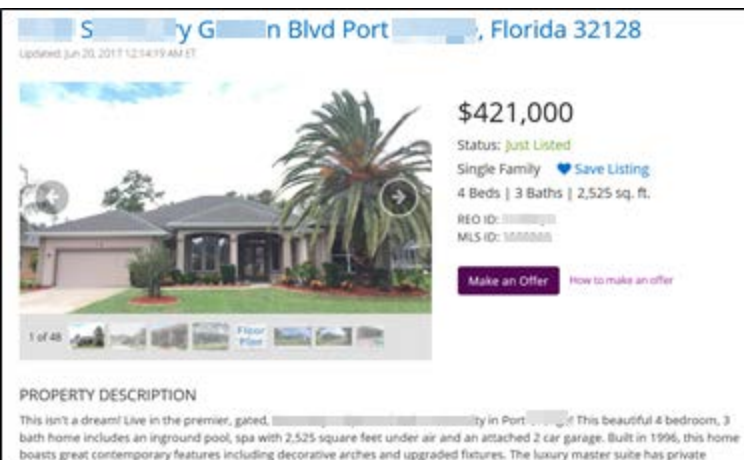 S ry G n Blvd Port , Florida 32128
Updated: Jun 20, 2017 12:14:19 AM ET
$421,000
Status: Just Listed
Single Family Save Listing
4 Beds | 3 Baths | 2,525 sq. ft.
REO ID:
MLS ID:
Make an Offer How to make an offer
1 of 48 Floor Plan
PROPERTY DESCRIPTION
This isn't a dream! Live in the premier, gated, ty in Port This beautiful 4 bedroom, 3
bath home includes an inground pool, spa with 2,525 square feet under air and an attached 2 car garage. Built in 1996, this home
boasts great contemporary features including decorative arches and upgraded fixtures. The luxury master suite has private